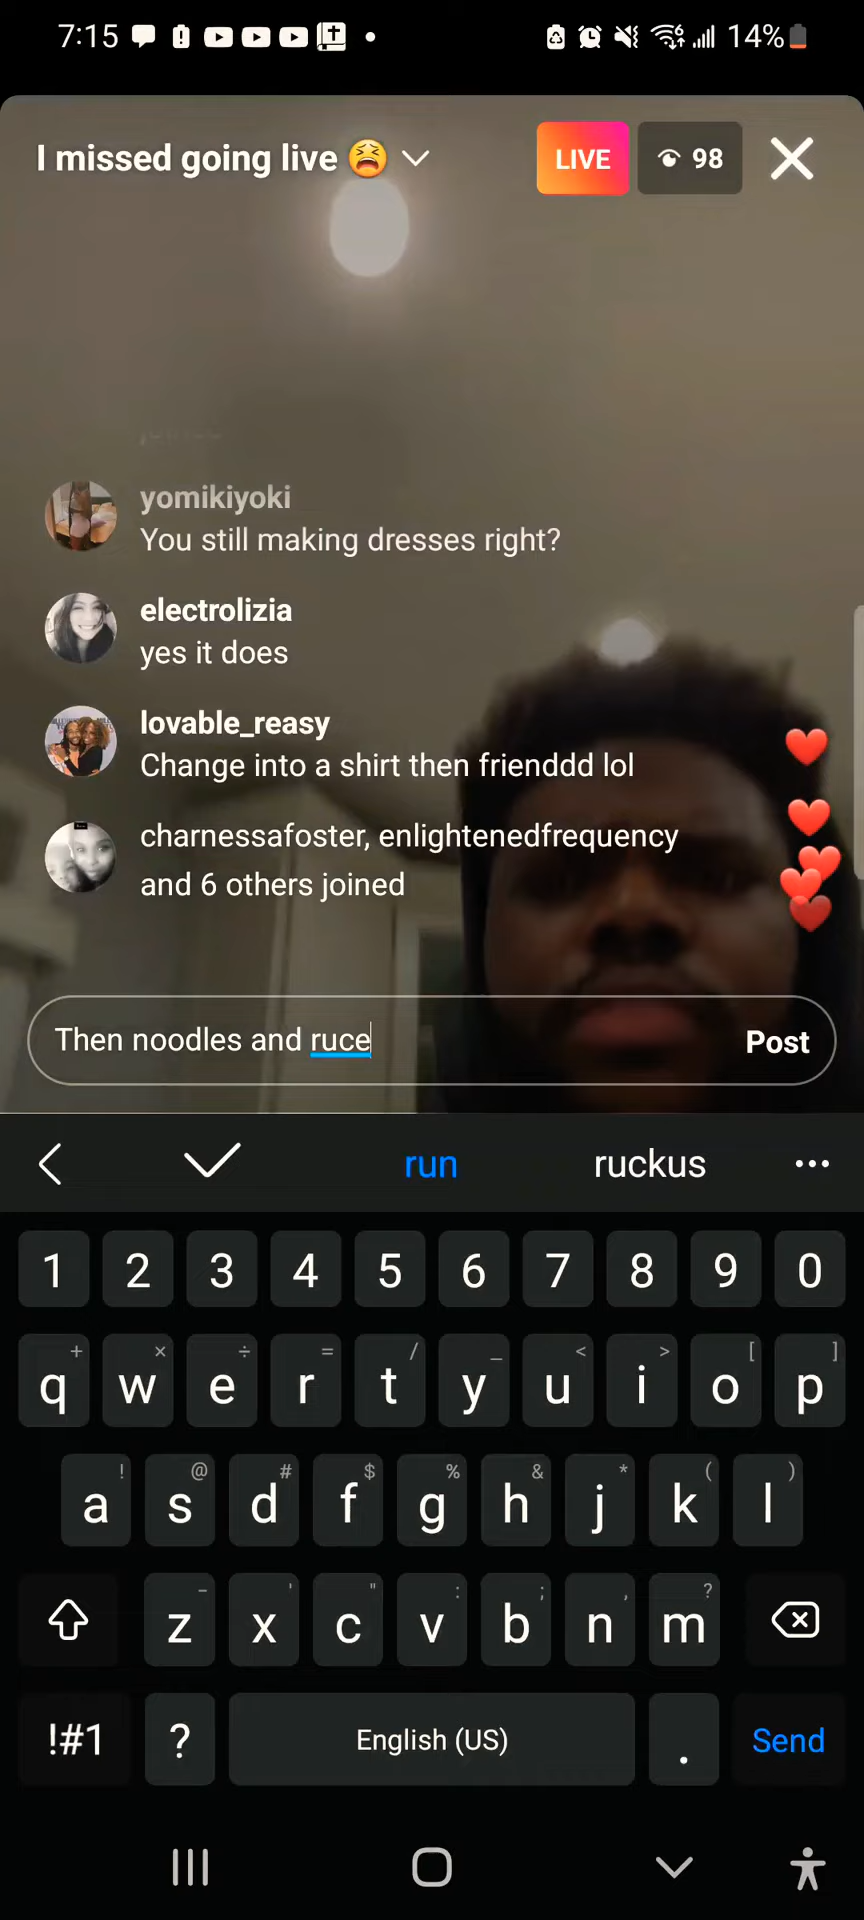 7:15
14%
I missed going live 😫
LIVE
98
yomikiyoki
You still making dresses right?
electrolizia
yes it does
lovable_reasy
Change into a shirt then frienddd lol
charnessafoster, enlightenedfrequency
and 6 others joined
Then noodles and ruce
Post
run
ruckus
1 2 3 4 5 6 7 8 9 0
+ × ÷ = / _ < > [ ]
q w e r t y u i o p
! @ # $ % & * ( )
a s d f g h j k l
- ' " : ; , ?
z x c v b n m
!#1
?
English (US)
.
Send